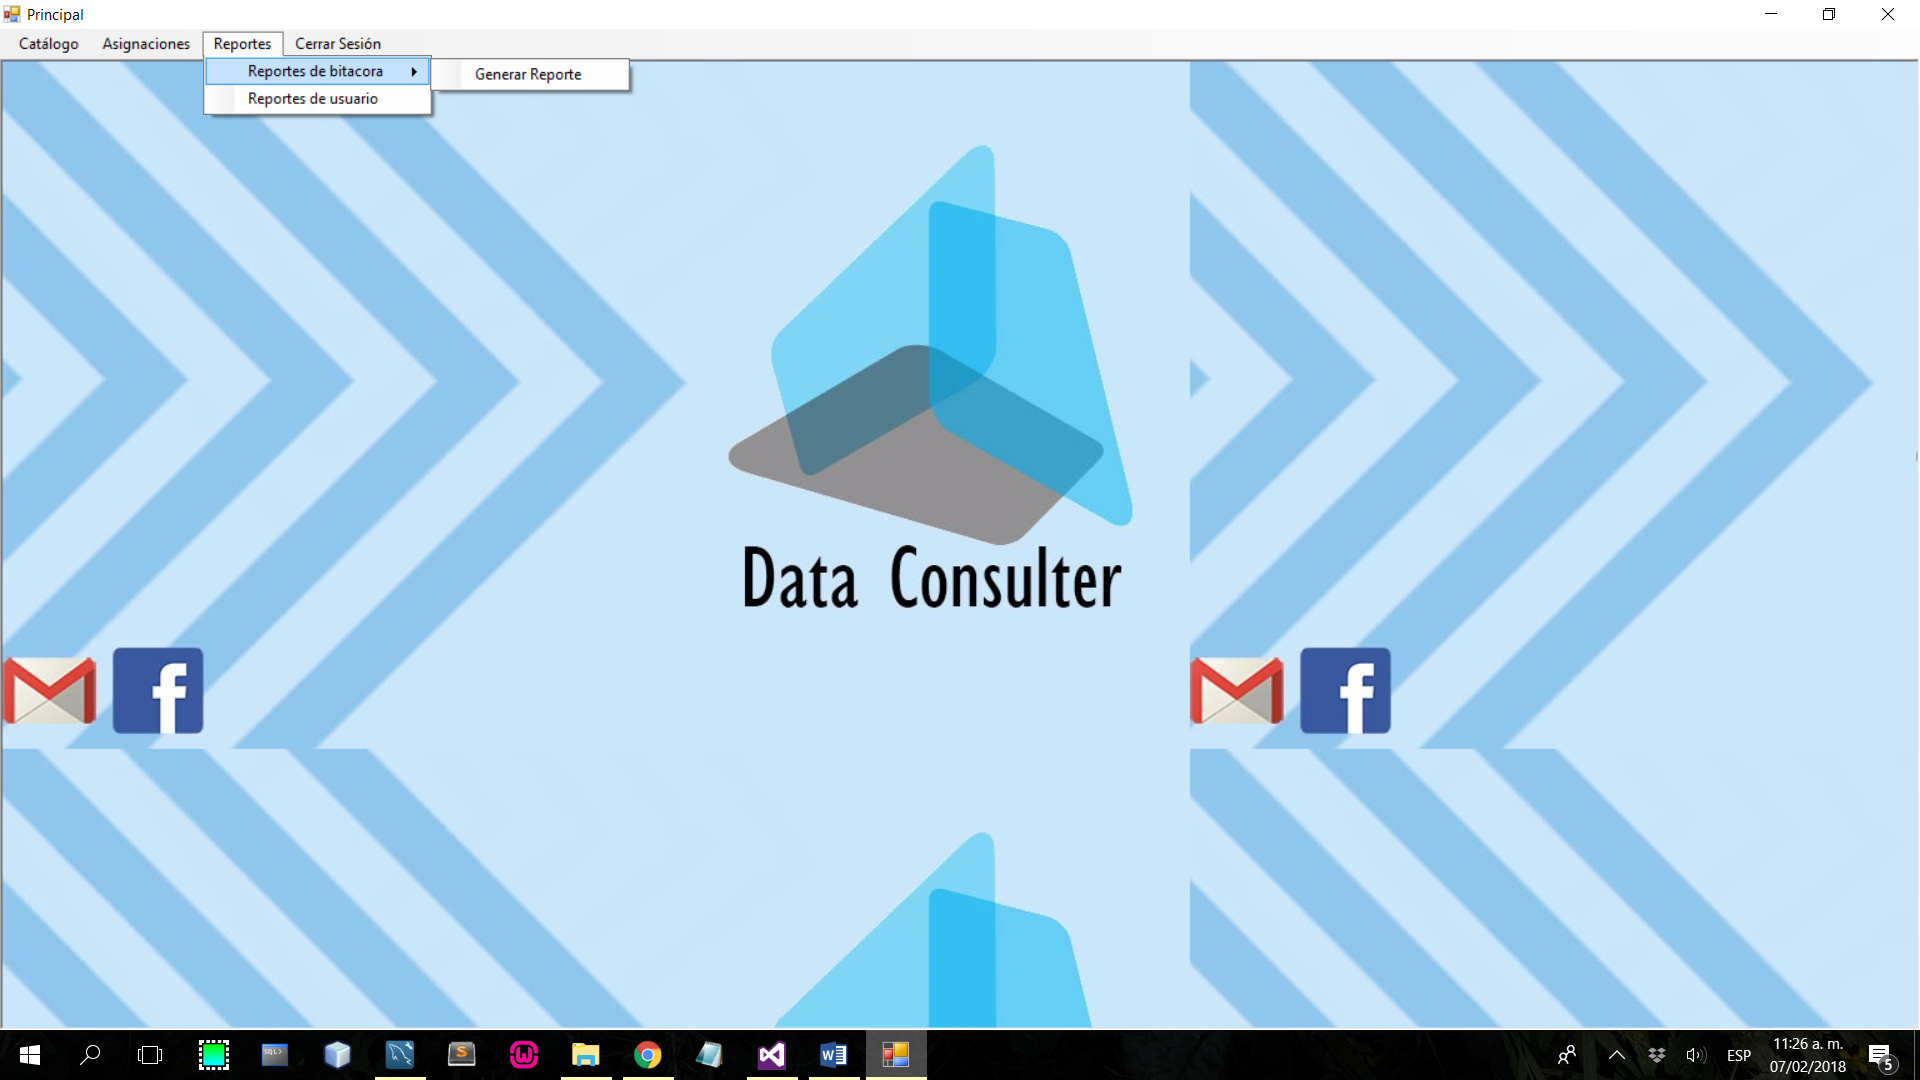 Principal
Catálogo Asignaciones Reportes Cerrar Sesión
Reportes de bitacora
Generar Reporte
Reportes de usuario
Data Consulter
f
f
SQL>
S
W
W
ESP
11:26 a. m.
07/02/2018
5